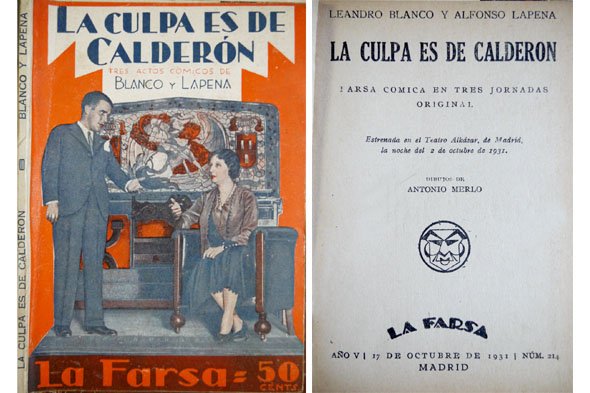 BLANCO Y LAPENA
LA CULPA ES DE CALDERON
LA CULPA ES DE
CALDERÓN
TRES ACTOS COMICOS DE
BLANCO Y LAPENA
La Farsa = 50
CENTS.
LEANDRO BLANCO Y ALFONSO LAPENA
LA CULPA ES DE CALDERON
FARSA COMICA EN TRES JORNADAS
ORIGINAL
Estrenada en el Teatro Alkázar, de Madrid,
la noche del 2 de octubre de 1931.
DIBUJOS DE
ANTONIO MERLO
LA FARSA
AÑO V | 17 DE OCTUBRE DE 1931 | NÚM. 214
MADRID